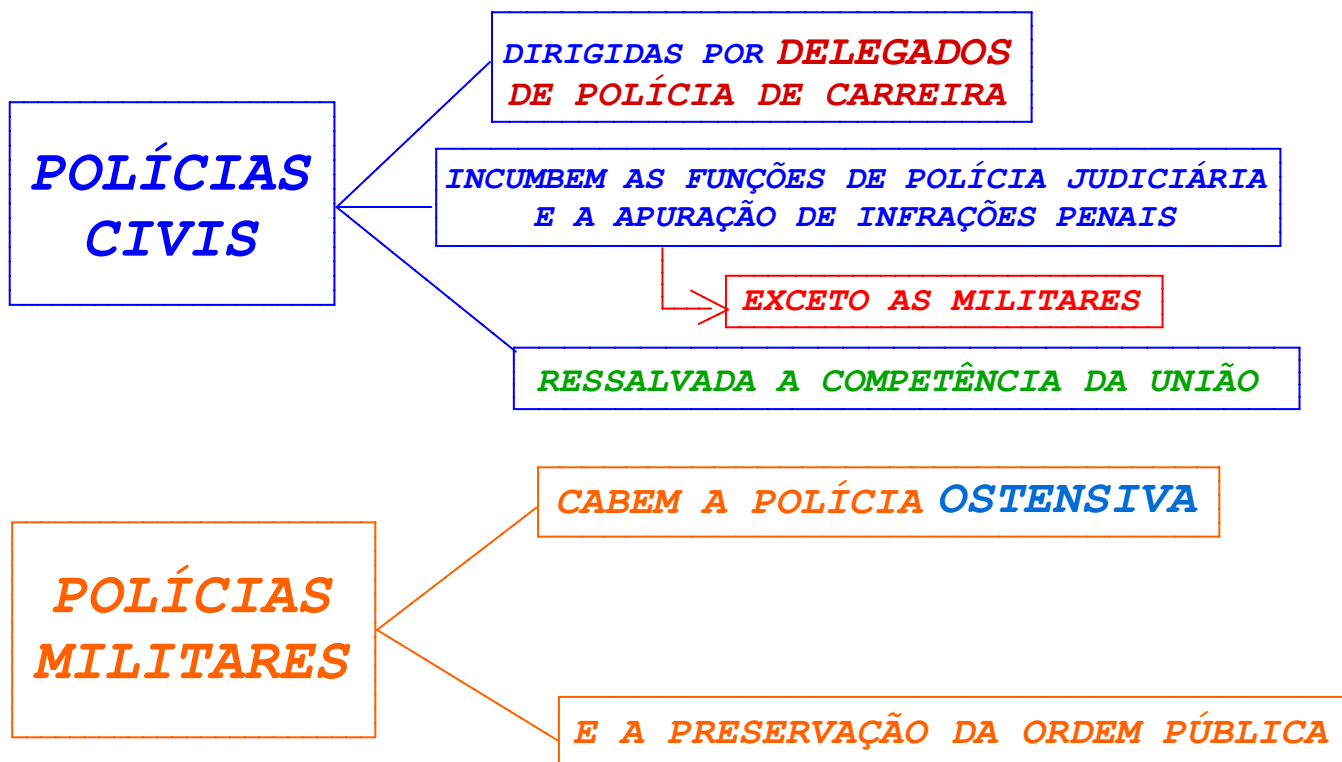 POLÍCIAS
CIVIS
DIRIGIDAS POR DELEGADOS
DE POLÍCIA DE CARREIRA
INCUMBEM AS FUNÇÕES DE POLÍCIA JUDICIÁRIA
E A APURAÇÃO DE INFRAÇÕES PENAIS
EXCETO AS MILITARES
RESSALVADA A COMPETÊNCIA DA UNIÃO
POLÍCIAS
MILITARES
CABEM A POLÍCIA OSTENSIVA
E A PRESERVAÇÃO DA ORDEM PÚBLICA